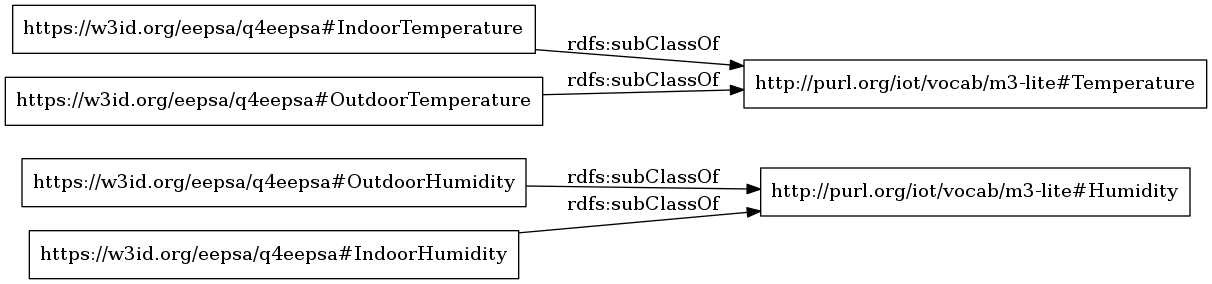 https://w3id.org/eepsa/q4eepsa#IndoorTemperature
rdfs:subClassOf
http://purl.org/iot/vocab/m3-lite#Temperature
https://w3id.org/eepsa/q4eepsa#OutdoorTemperature
rdfs:subClassOf
https://w3id.org/eepsa/q4eepsa#OutdoorHumidity
rdfs:subClassOf
http://purl.org/iot/vocab/m3-lite#Humidity
rdfs:subClassOf
https://w3id.org/eepsa/q4eepsa#IndoorHumidity